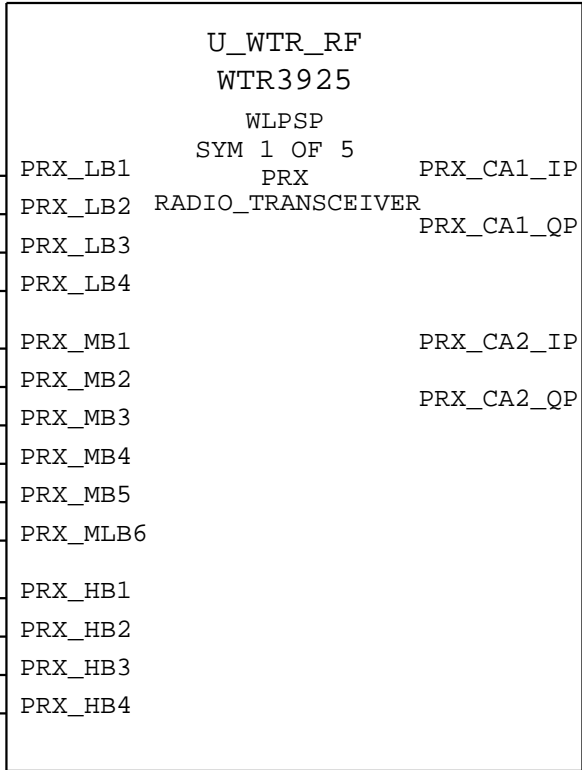 U_WTR_RF
WTR3925
WLPSP
SYM 1 OF 5
PRX
RADIO_TRANSCEIVER
PRX_LB1
PRX_LB2
PRX_LB3
PRX_LB4
PRX_MB1
PRX_MB2
PRX_MB3
PRX_MB4
PRX_MB5
PRX_MLB6
PRX_HB1
PRX_HB2
PRX_HB3
PRX_HB4
PRX_CA1_IP
PRX_CA1_QP
PRX_CA2_IP
PRX_CA2_QP